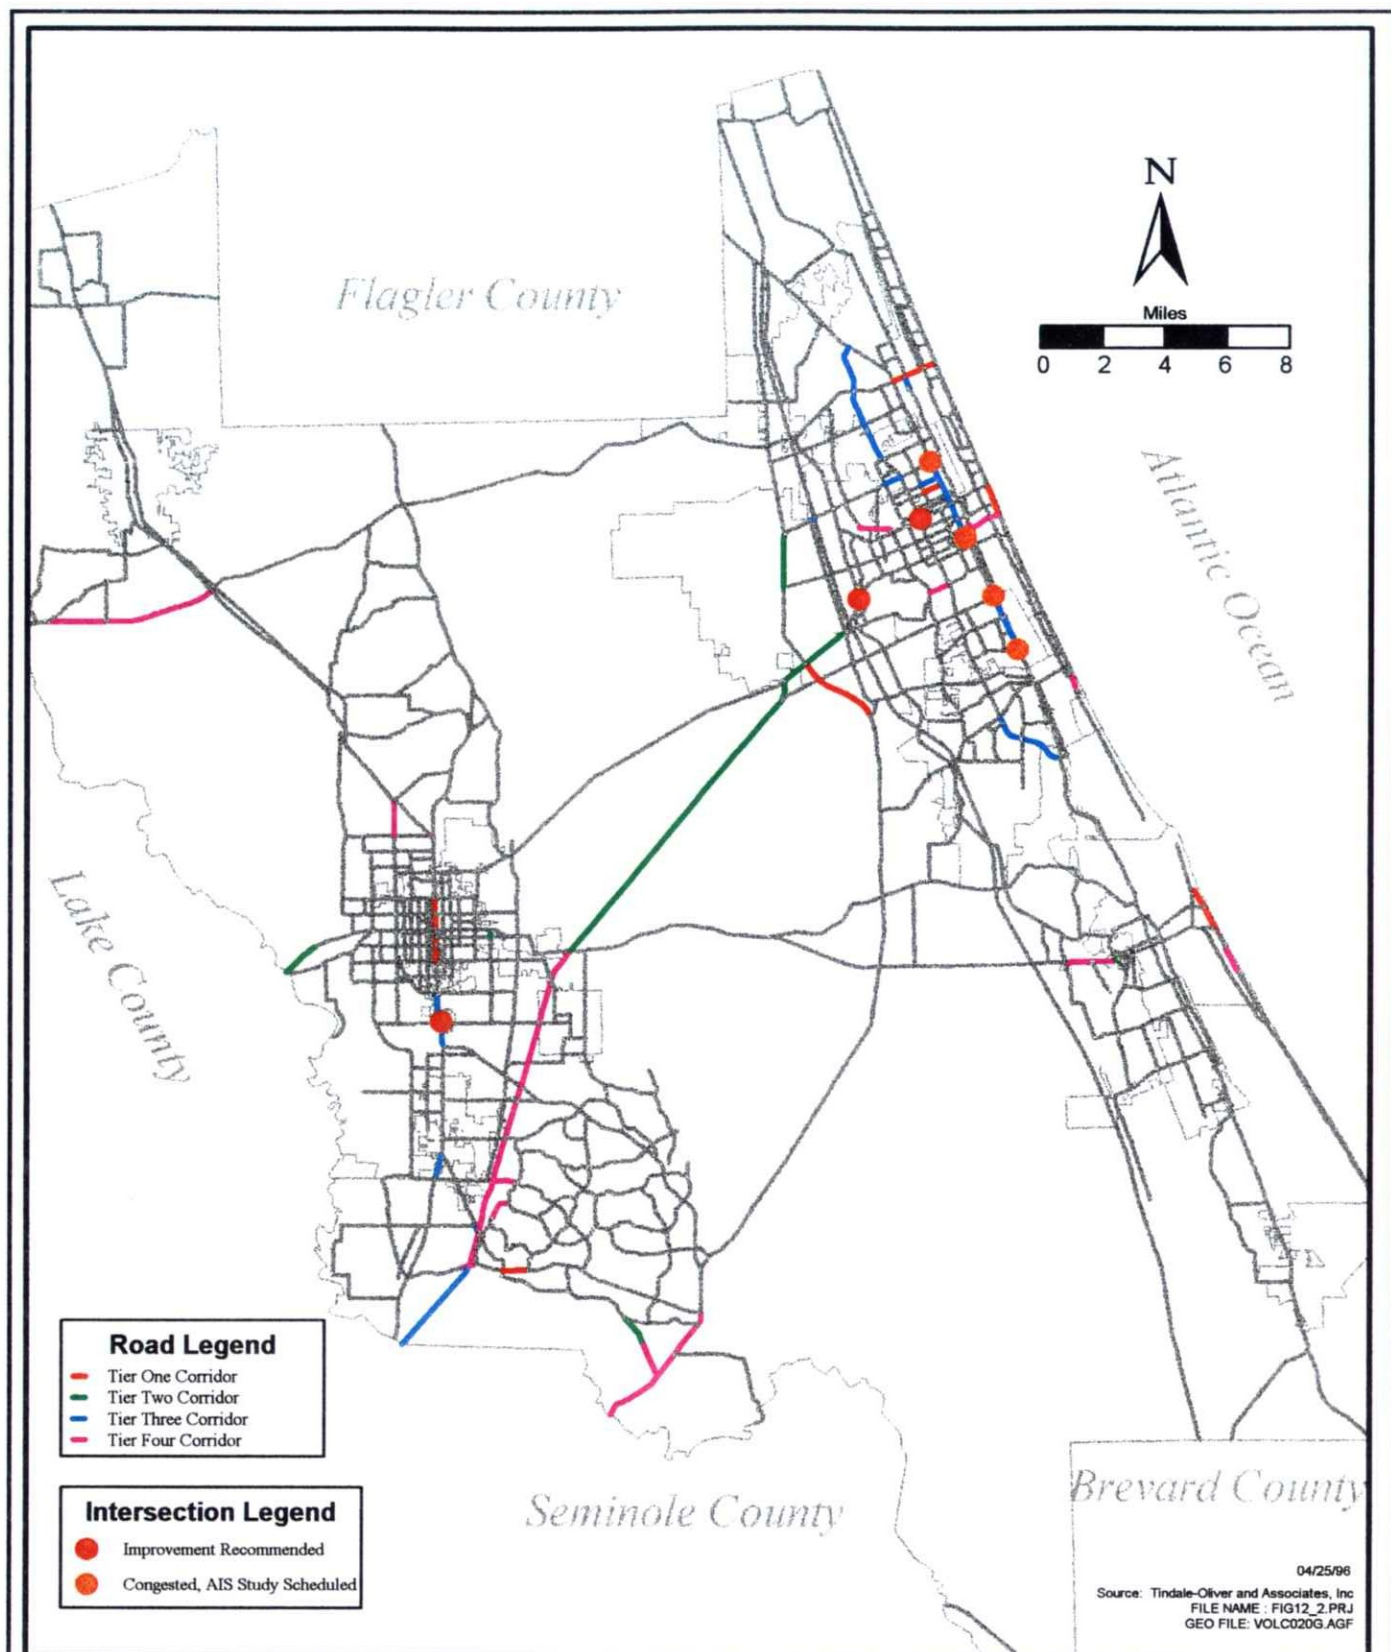 N
Miles
0 2 4 6 8
Flagler County
Atlantic Ocean
Lake County
Road Legend
Tier One Corridor
Tier Two Corridor
Tier Three Corridor
Tier Four Corridor
Intersection Legend
Improvement Recommended
Congested, AIS Study Scheduled
Seminole County
Brevard County
04/25/96
Source: Tindale-Oliver and Associates, Inc
FILE NAME : FIG12_2.PRJ
GEO FILE: VOLC020G.AGF